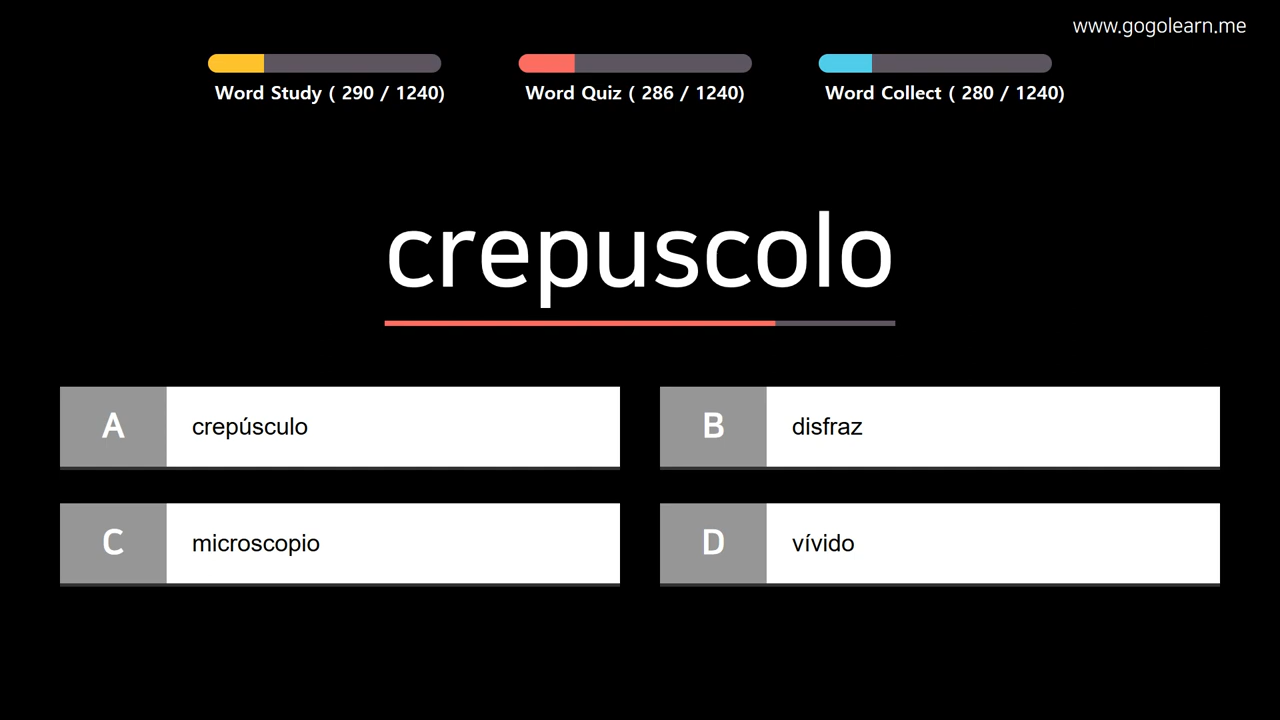 www.gogolearn.me
Word Study ( 290 / 1240)
Word Quiz ( 286 / 1240)
Word Collect ( 280 / 1240)
crepuscolo
A
crepúsculo
B
disfraz
C
microscopio
D
vívido